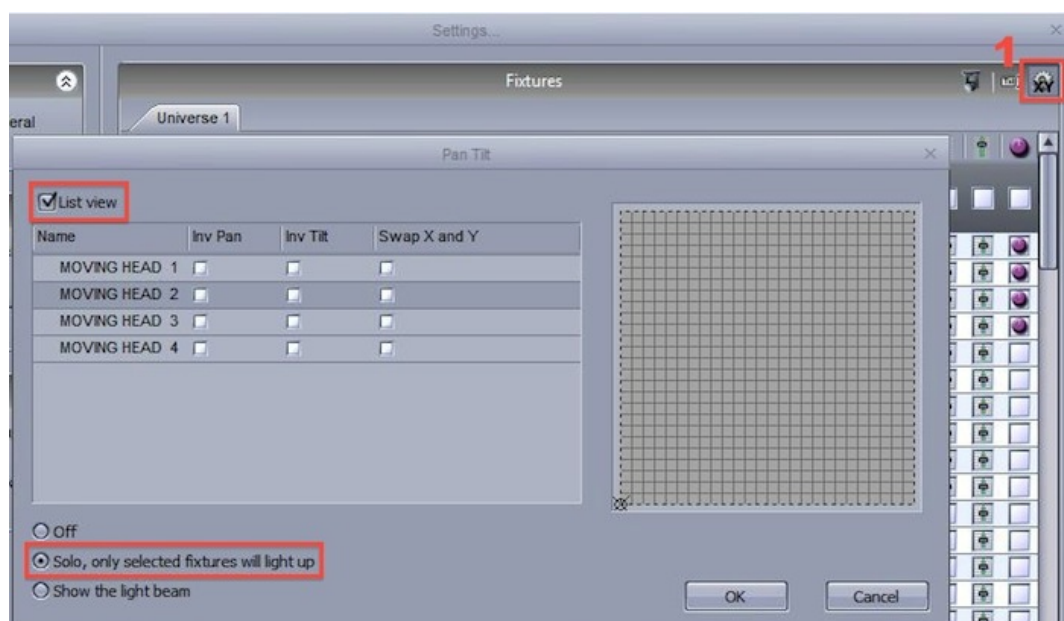 Settings...
1
Fixtures
eral
Universe 1
Pan Tilt
List view
Name Inv Pan Inv Tilt Swap X and Y
MOVING HEAD 1
MOVING HEAD 2
MOVING HEAD 3
MOVING HEAD 4
Off
Solo, only selected fixtures will light up
Show the light beam
OK Cancel